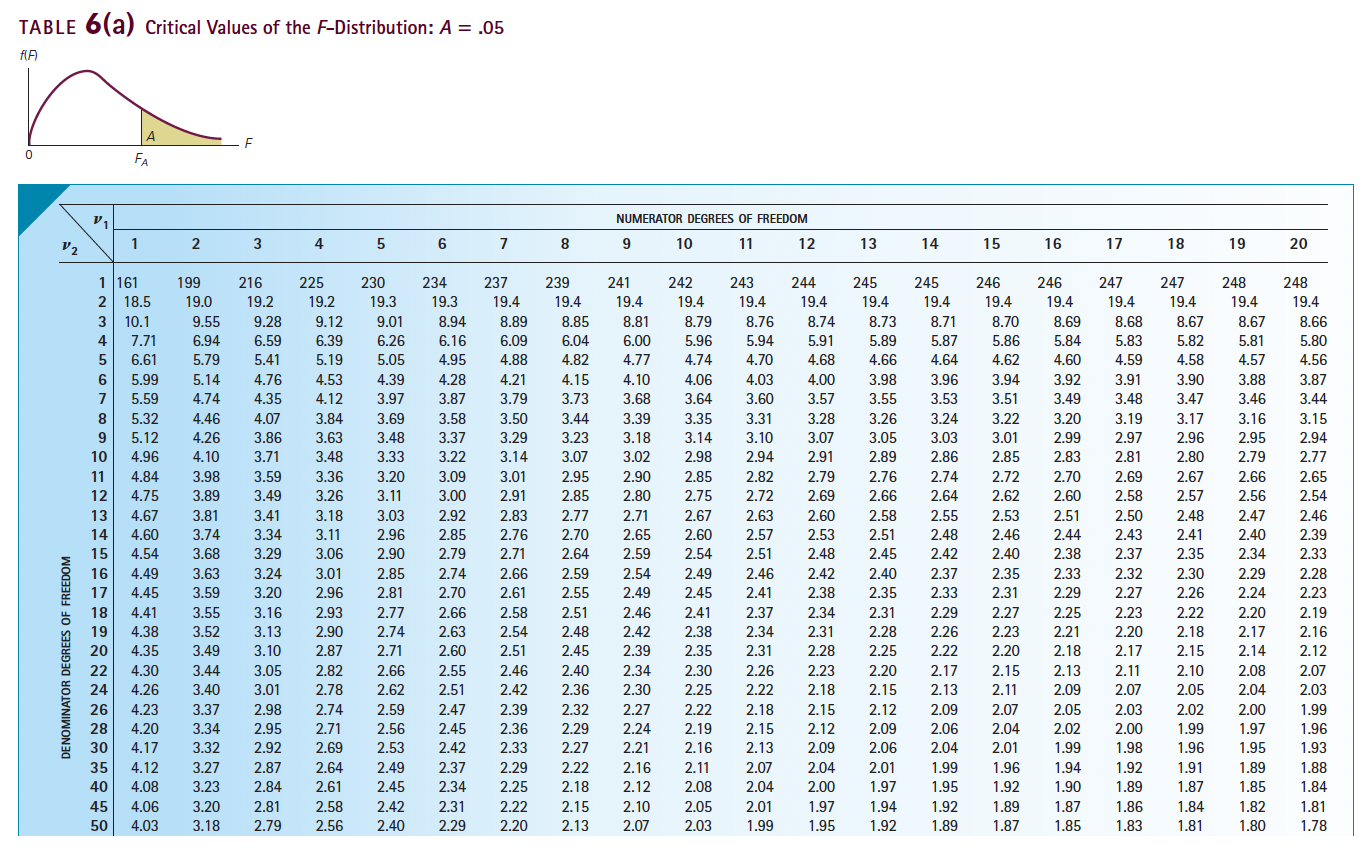 TABLE 6(a) Critical Values of the F-Distribution: A = .05
f(F)
A
F
0
F_A
ν₁ NUMERATOR DEGREES OF FREEDOM
ν₂ 1 2 3 4 5 6 7 8 9 10 11 12 13 14 15 16 17 18 19 20
DENOMINATOR DEGREES OF FREEDOM
1 161 199 216 225 230 234 237 239 241 242 243 244 245 245 246 246 247 247 248 248
2 18.5 19.0 19.2 19.2 19.3 19.3 19.4 19.4 19.4 19.4 19.4 19.4 19.4 19.4 19.4 19.4 19.4 19.4 19.4 19.4
3 10.1 9.55 9.28 9.12 9.01 8.94 8.89 8.85 8.81 8.79 8.76 8.74 8.73 8.71 8.70 8.69 8.68 8.67 8.67 8.66
4 7.71 6.94 6.59 6.39 6.26 6.16 6.09 6.04 6.00 5.96 5.94 5.91 5.89 5.87 5.86 5.84 5.83 5.82 5.81 5.80
5 6.61 5.79 5.41 5.19 5.05 4.95 4.88 4.82 4.77 4.74 4.70 4.68 4.66 4.64 4.62 4.60 4.59 4.58 4.57 4.56
6 5.99 5.14 4.76 4.53 4.39 4.28 4.21 4.15 4.10 4.06 4.03 4.00 3.98 3.96 3.94 3.92 3.91 3.90 3.88 3.87
7 5.59 4.74 4.35 4.12 3.97 3.87 3.79 3.73 3.68 3.64 3.60 3.57 3.55 3.53 3.51 3.49 3.48 3.47 3.46 3.44
8 5.32 4.46 4.07 3.84 3.69 3.58 3.50 3.44 3.39 3.35 3.31 3.28 3.26 3.24 3.22 3.20 3.19 3.17 3.16 3.15
9 5.12 4.26 3.86 3.63 3.48 3.37 3.29 3.23 3.18 3.14 3.10 3.07 3.05 3.03 3.01 2.99 2.97 2.96 2.95 2.94
10 4.96 4.10 3.71 3.48 3.33 3.22 3.14 3.07 3.02 2.98 2.94 2.91 2.89 2.86 2.85 2.83 2.81 2.80 2.79 2.77
11 4.84 3.98 3.59 3.36 3.20 3.09 3.01 2.95 2.90 2.85 2.82 2.79 2.76 2.74 2.72 2.70 2.69 2.67 2.66 2.65
12 4.75 3.89 3.49 3.26 3.11 3.00 2.91 2.85 2.80 2.75 2.72 2.69 2.66 2.64 2.62 2.60 2.58 2.57 2.56 2.54
13 4.67 3.81 3.41 3.18 3.03 2.92 2.83 2.77 2.71 2.67 2.63 2.60 2.58 2.55 2.53 2.51 2.50 2.48 2.47 2.46
14 4.60 3.74 3.34 3.11 2.96 2.85 2.76 2.70 2.65 2.60 2.57 2.53 2.51 2.48 2.46 2.44 2.43 2.41 2.40 2.39
15 4.54 3.68 3.29 3.06 2.90 2.79 2.71 2.64 2.59 2.54 2.51 2.48 2.45 2.42 2.40 2.38 2.37 2.35 2.34 2.33
16 4.49 3.63 3.24 3.01 2.85 2.74 2.66 2.59 2.54 2.49 2.46 2.42 2.40 2.37 2.35 2.33 2.32 2.30 2.29 2.28
17 4.45 3.59 3.20 2.96 2.81 2.70 2.61 2.55 2.49 2.45 2.41 2.38 2.35 2.33 2.31 2.29 2.27 2.26 2.24 2.23
18 4.41 3.55 3.16 2.93 2.77 2.66 2.58 2.51 2.46 2.41 2.37 2.34 2.31 2.29 2.27 2.25 2.23 2.22 2.20 2.19
19 4.38 3.52 3.13 2.90 2.74 2.63 2.54 2.48 2.42 2.38 2.34 2.31 2.28 2.26 2.23 2.21 2.20 2.18 2.17 2.16
20 4.35 3.49 3.10 2.87 2.71 2.60 2.51 2.45 2.39 2.35 2.31 2.28 2.25 2.22 2.20 2.18 2.17 2.15 2.14 2.12
22 4.30 3.44 3.05 2.82 2.66 2.55 2.46 2.40 2.34 2.30 2.26 2.23 2.20 2.17 2.15 2.13 2.11 2.10 2.08 2.07
24 4.26 3.40 3.01 2.78 2.62 2.51 2.42 2.36 2.30 2.25 2.22 2.18 2.15 2.13 2.11 2.09 2.07 2.05 2.04 2.03
26 4.23 3.37 2.98 2.74 2.59 2.47 2.39 2.32 2.27 2.22 2.18 2.15 2.12 2.09 2.07 2.05 2.03 2.02 2.00 1.99
28 4.20 3.34 2.95 2.71 2.56 2.45 2.36 2.29 2.24 2.19 2.15 2.12 2.09 2.06 2.04 2.02 2.00 1.99 1.97 1.96
30 4.17 3.32 2.92 2.69 2.53 2.42 2.33 2.27 2.21 2.16 2.13 2.09 2.06 2.04 2.01 1.99 1.98 1.96 1.95 1.93
35 4.12 3.27 2.87 2.64 2.49 2.37 2.29 2.22 2.16 2.11 2.07 2.04 2.01 1.99 1.96 1.94 1.92 1.91 1.89 1.88
40 4.08 3.23 2.84 2.61 2.45 2.34 2.25 2.18 2.12 2.08 2.04 2.00 1.97 1.95 1.92 1.90 1.89 1.87 1.85 1.84
45 4.06 3.20 2.81 2.58 2.42 2.31 2.22 2.15 2.10 2.05 2.01 1.97 1.94 1.92 1.89 1.87 1.86 1.84 1.82 1.81
50 4.03 3.18 2.79 2.56 2.40 2.29 2.20 2.13 2.07 2.03 1.99 1.95 1.92 1.89 1.87 1.85 1.83 1.81 1.80 1.78